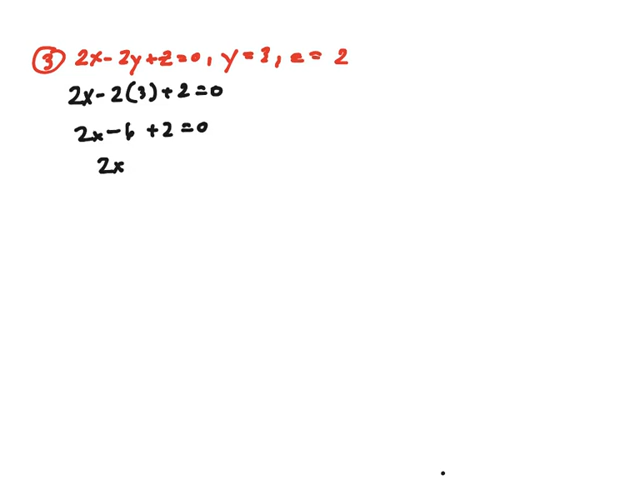 ③ 2x - 2y + z = 0, y = 3, z = 2
2x - 2(3) + 2 = 0
2x - 6 + 2 = 0
2x